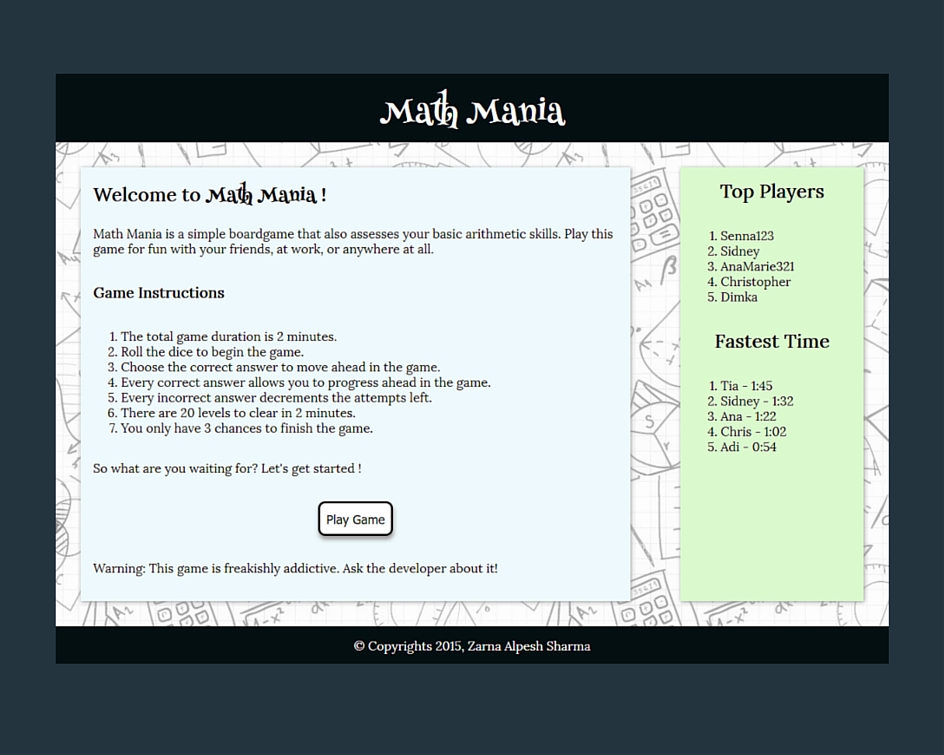 Math Mania
Welcome to Math Mania !
Math Mania is a simple boardgame that also assesses your basic arithmetic skills. Play this
game for fun with your friends, at work, or anywhere at all.
Game Instructions
1. The total game duration is 2 minutes.
2. Roll the dice to begin the game.
3. Choose the correct answer to move ahead in the game.
4. Every correct answer allows you to progress ahead in the game.
5. Every incorrect answer decrements the attempts left.
6. There are 20 levels to clear in 2 minutes.
7. You only have 3 chances to finish the game.
So what are you waiting for? Let's get started !
Play Game
Warning: This game is freakishly addictive. Ask the developer about it!
Top Players
1. Senna123
2. Sidney
3. AnaMarie321
4. Christopher
5. Dimka
Fastest Time
1. Tia - 1:45
2. Sidney - 1:32
3. Ana - 1:22
4. Chris - 1:02
5. Adi - 0:54
© Copyrights 2015, Zarna Alpesh Sharma